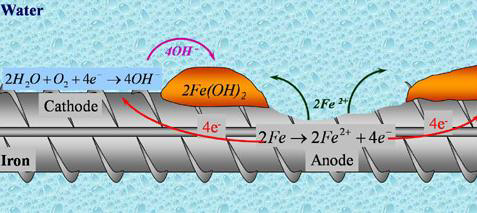 Water
4OH⁻
2H₂O+O₂+4e⁻→4OH⁻
2Fe(OH)₂
2Fe²⁺
Cathode
4e⁻
2Fe→2Fe²⁺+4e⁻
4e⁻
Iron
Anode